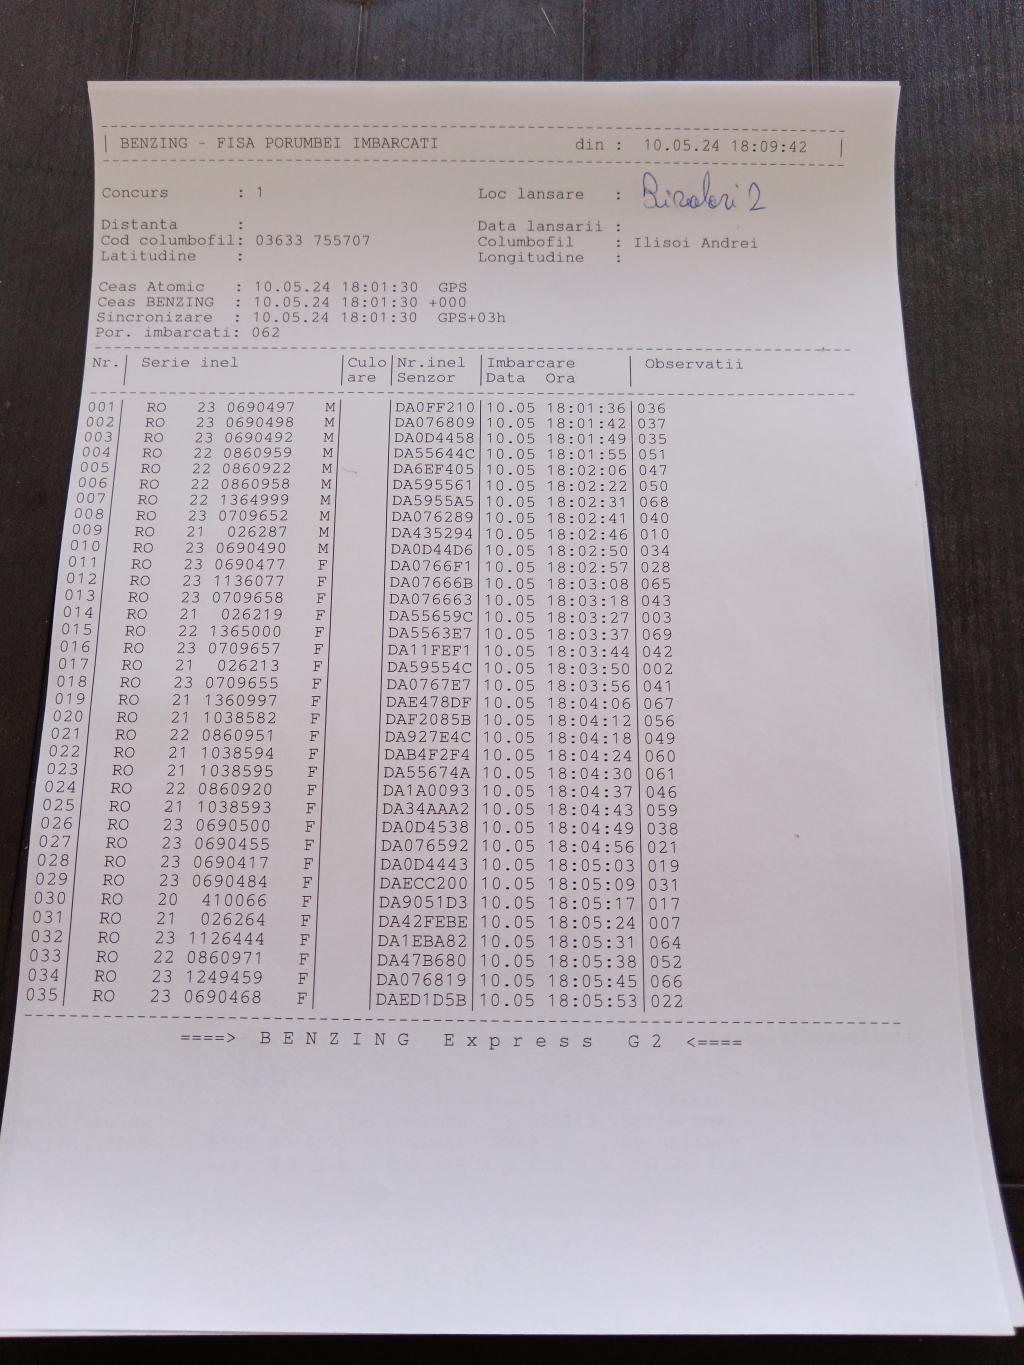 | BENZING - FISA PORUMBEI IMBARCATI din : 10.05.24 18:09:42 |
Concurs : 1 Loc lansare :
Distanta : Data lansarii :
Cod columbofil: 03633 755707 Columbofil : Ilisoi Andrei
Latitudine : Longitudine :
Ceas Atomic : 10.05.24 18:01:30 GPS
Ceas BENZING : 10.05.24 18:01:30 +000
Sincronizare : 10.05.24 18:01:30 GPS+03h
Por. imbarcati: 062
Nr.| Serie inel |Culo|Nr.inel |Imbarcare | Observatii
|are |Senzor |Data Ora |
001| RO 23 0690497 M| |DA0FF210|10.05 18:01:36|036
002| RO 23 0690498 M| |DA076809|10.05 18:01:42|037
003| RO 23 0690492 M| |DA0D4458|10.05 18:01:49|035
004| RO 22 0860959 M| |DA55644C|10.05 18:01:55|051
005| RO 22 0860922 M| |DA6EF405|10.05 18:02:06|047
006| RO 22 0860958 M| |DA595561|10.05 18:02:22|050
007| RO 22 1364999 M| |DA5955A5|10.05 18:02:31|068
008| RO 23 0709652 M| |DA076289|10.05 18:02:41|040
009| RO 21 026287 M| |DA435294|10.05 18:02:46|010
010| RO 23 0690490 M| |DA0D44D6|10.05 18:02:50|034
011| RO 23 0690477 F| |DA0766F1|10.05 18:02:57|028
012| RO 23 1136077 F| |DA07666B|10.05 18:03:08|065
013| RO 23 0709658 F| |DA076663|10.05 18:03:18|043
014| RO 21 026219 F| |DA55659C|10.05 18:03:27|003
015| RO 22 1365000 F| |DA5563E7|10.05 18:03:37|069
016| RO 23 0709657 F| |DA11FEF1|10.05 18:03:44|042
017| RO 21 026213 F| |DA59554C|10.05 18:03:50|002
018| RO 23 0709655 F| |DA0767E7|10.05 18:03:56|041
019| RO 21 1360997 F| |DAE478DF|10.05 18:04:06|067
020| RO 21 1038582 F| |DAF2085B|10.05 18:04:12|056
021| RO 22 0860951 F| |DA927E4C|10.05 18:04:18|049
022| RO 21 1038594 F| |DAB4F2F4|10.05 18:04:24|060
023| RO 21 1038595 F| |DA55674A|10.05 18:04:30|061
024| RO 22 0860920 F| |DA1A0093|10.05 18:04:37|046
025| RO 21 1038593 F| |DA34AAA2|10.05 18:04:43|059
026| RO 23 0690500 F| |DA0D4538|10.05 18:04:49|038
027| RO 23 0690455 F| |DA076592|10.05 18:04:56|021
028| RO 23 0690417 F| |DA0D4443|10.05 18:05:03|019
029| RO 23 0690484 F| |DAECC200|10.05 18:05:09|031
030| RO 20 410066 F| |DA9051D3|10.05 18:05:17|017
031| RO 21 026264 F| |DA42FEBE|10.05 18:05:24|007
032| RO 23 1126444 F| |DA1EBA82|10.05 18:05:31|064
033| RO 22 0860971 F| |DA47B680|10.05 18:05:38|052
034| RO 23 1249459 F| |DA076819|10.05 18:05:45|066
035| RO 23 0690468 F| |DAED1D5B|10.05 18:05:53|022
====> BENZING Express G2 <====